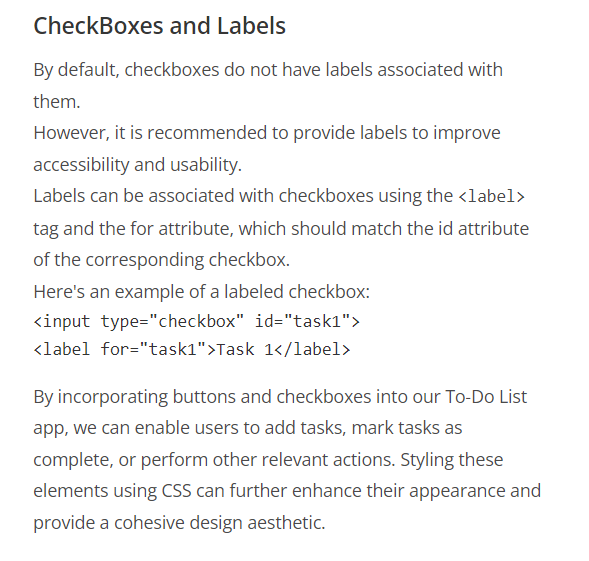 CheckBoxes and Labels
By default, checkboxes do not have labels associated with
them.
However, it is recommended to provide labels to improve
accessibility and usability.
Labels can be associated with checkboxes using the <label>
tag and the for attribute, which should match the id attribute
of the corresponding checkbox.
Here's an example of a labeled checkbox:
<input type="checkbox" id="task1">
<label for="task1">Task 1</label>
By incorporating buttons and checkboxes into our To-Do List
app, we can enable users to add tasks, mark tasks as
complete, or perform other relevant actions. Styling these
elements using CSS can further enhance their appearance and
provide a cohesive design aesthetic.